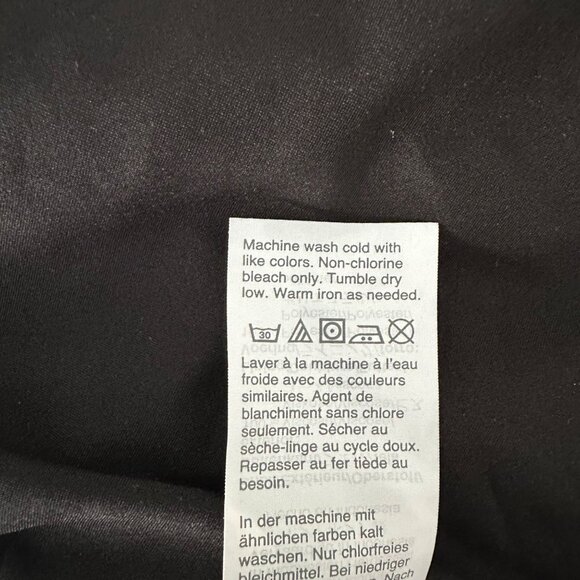 Machine wash cold with
like colors. Non-chlorine
bleach only. Tumble dry
low. Warm iron as needed.
30
Laver à la machine à l'eau
froide avec des couleurs
similaires. Agent de
blanchiment sans chlore
seulement. Sécher au
sèche-linge au cycle doux.
Repasser au fer tiède au
besoin.
In der maschine mit
ähnlichen farben kalt
waschen. Nur chlorfreies
bleichmittel. Bei niedriger
Nach